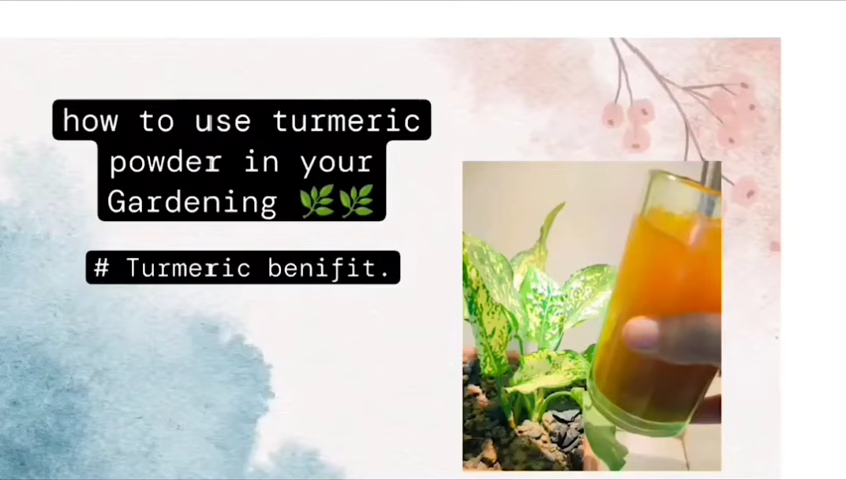 how to use turmeric
powder in your
Gardening 🌿🌿
# Turmeric benifit.